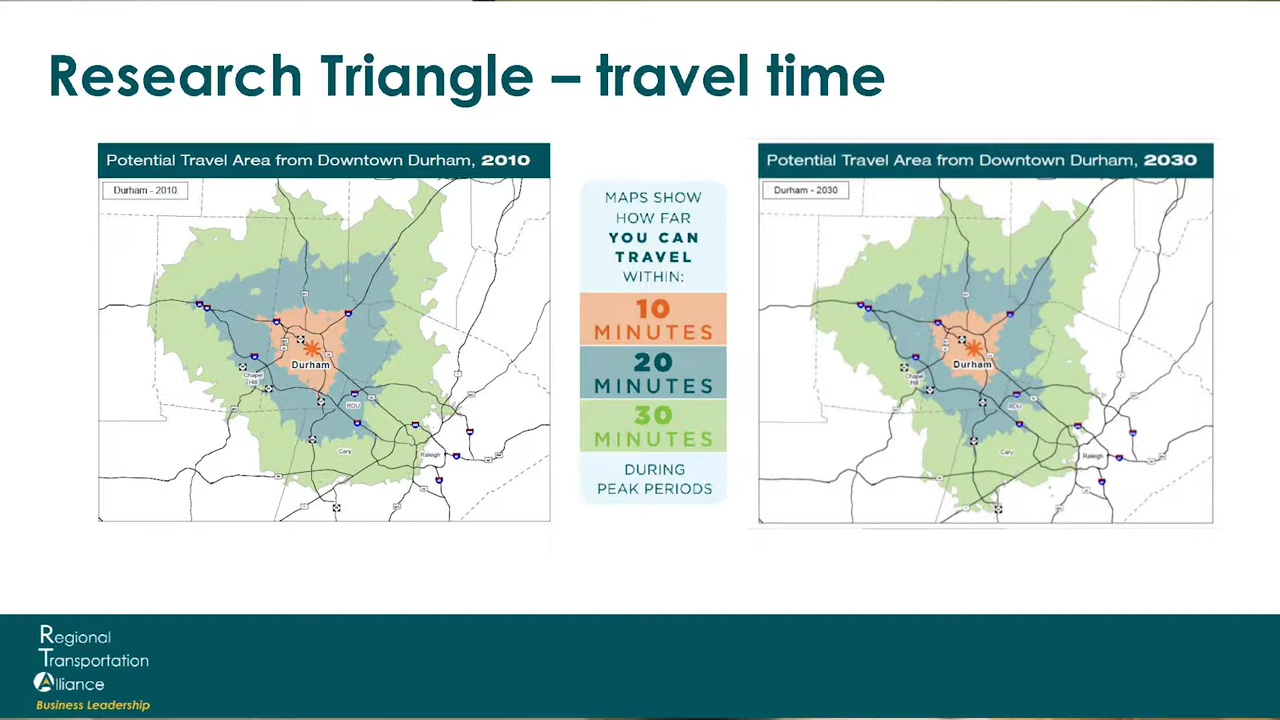 Research Triangle – travel time
Potential Travel Area from Downtown Durham, 2010
Durham - 2010
Durham
Chapel
Hill
RDU
Cary
Raleigh
MAPS SHOW
HOW FAR
YOU CAN
TRAVEL
WITHIN:
10
MINUTES
20
MINUTES
30
MINUTES
DURING
PEAK PERIODS
Potential Travel Area from Downtown Durham, 2030
Durham - 2030
Durham
Chapel
Hill
RDU
Cary
Raleigh
Regional
Transportation
Alliance
Business Leadership